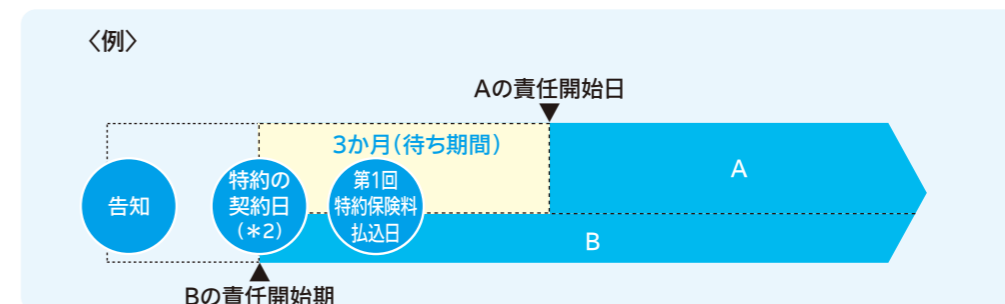 〈例〉
Aの責任開始日
3か月(待ち期間)
告知
特約の
契約日
(＊2)
第1回
特約保険料
払込日
A
B
Bの責任開始期